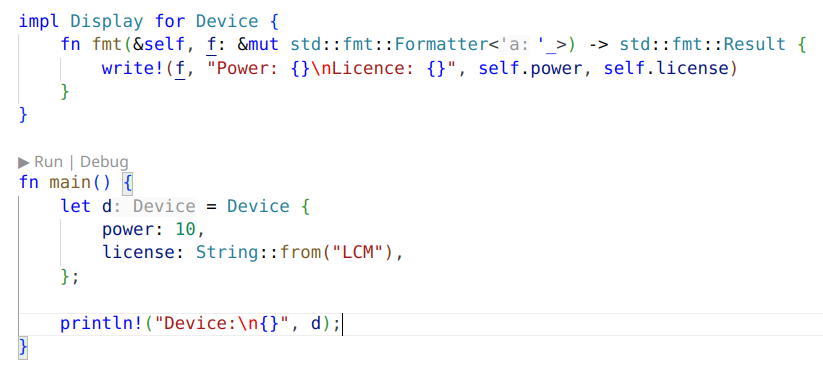 impl Display for Device {
    fn fmt(&self, f: &mut std::fmt::Formatter<'a: '_>) -> std::fmt::Result {
        write!(f, "Power: {}\nLicence: {}", self.power, self.license)
    }
}
▶ Run | Debug
fn main() {
    let d: Device = Device {
        power: 10,
        license: String::from("LCM"),
    };
    println!("Device:\n{}", d);
}